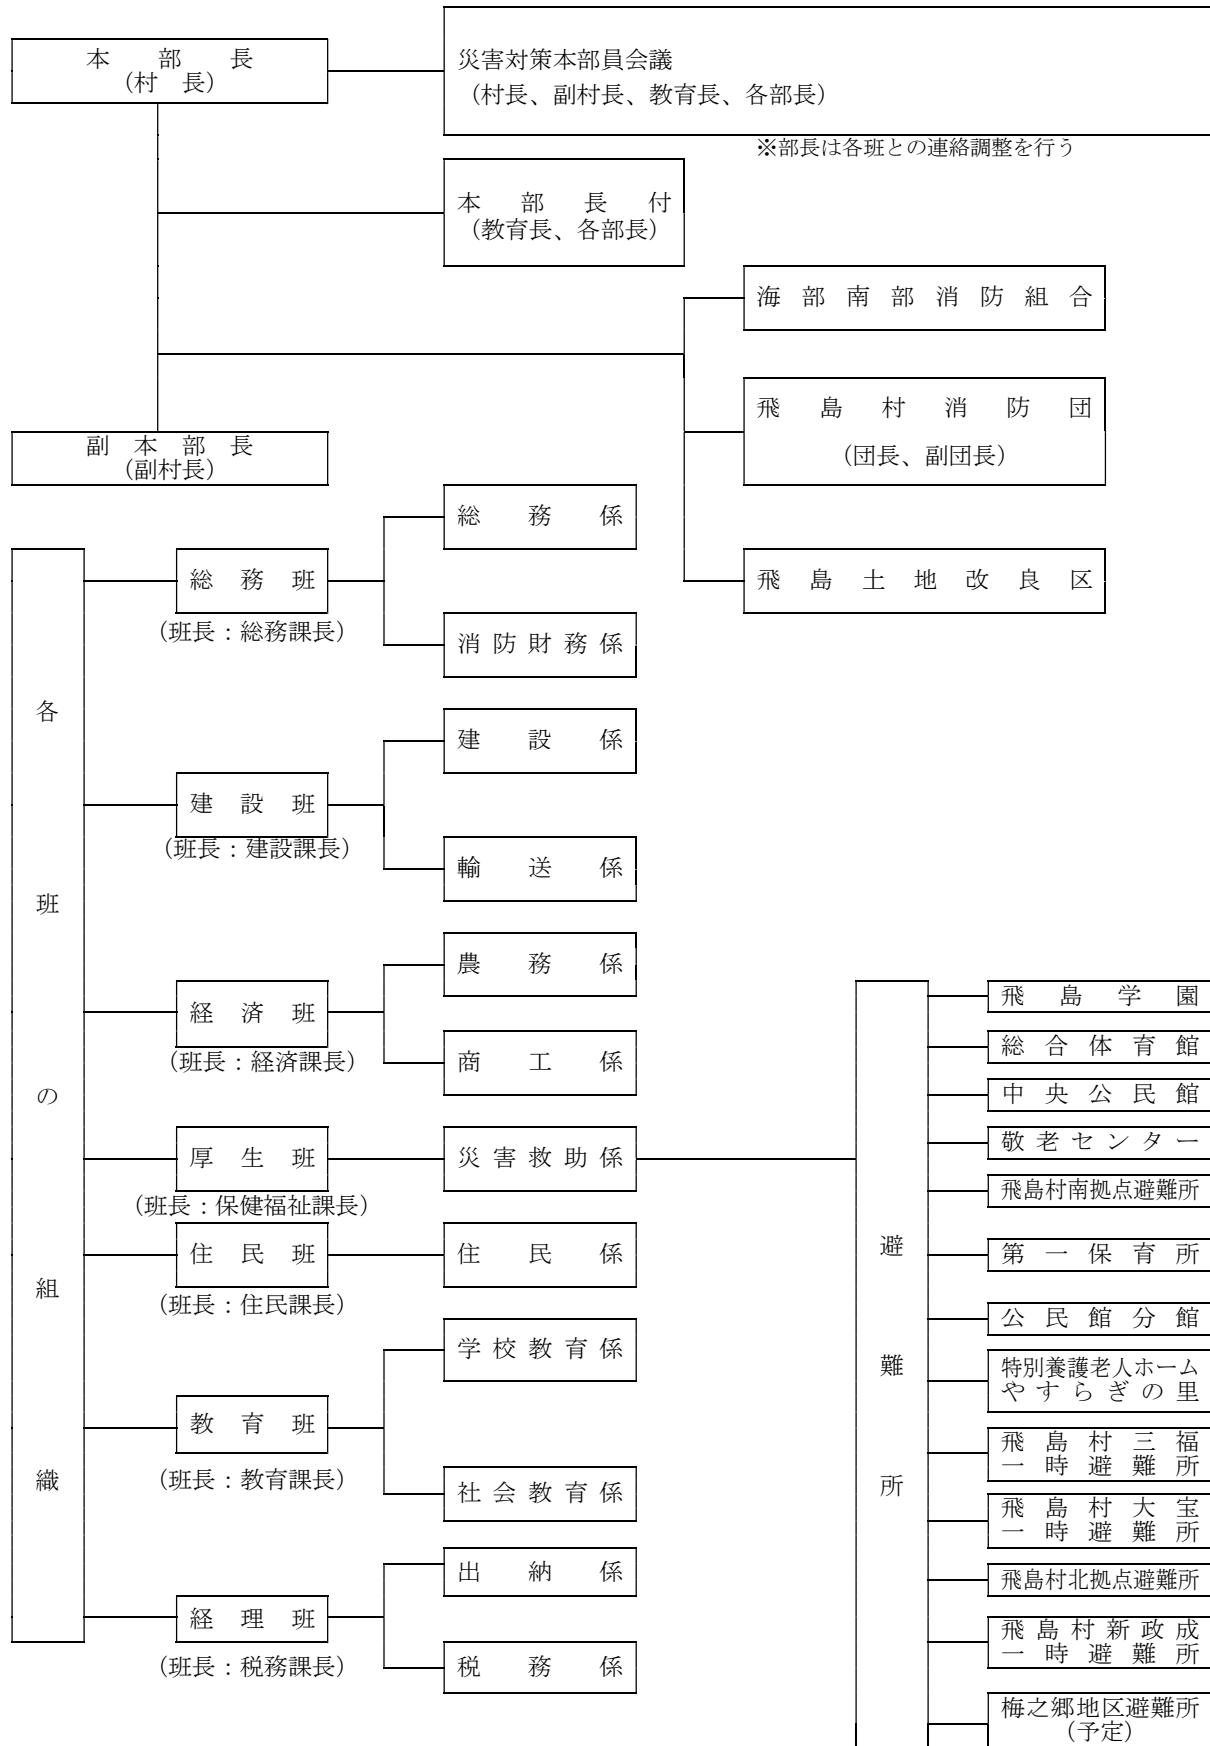 本部長
(村長)
災害対策本部員会議
(村長、副村長、教育長、各部長)
※部長は各班との連絡調整を行う
本部長付
(教育長、各部長)
海部南部消防組合
飛島村消防団
(団長、副団長)
飛島土地改良区
副本部長
(副村長)
各班の組織
総務班
(班長:総務課長)
総務係
消防財務係
建設班
(班長:建設課長)
建設係
輸送係
経済班
(班長:経済課長)
農務係
商工係
厚生班
(班長:保健福祉課長)
災害救助係
住民班
(班長:住民課長)
住民係
教育班
(班長:教育課長)
学校教育係
社会教育係
経理班
(班長:税務課長)
出納係
税務係
避難所
飛島学園
総合体育館
中央公民館
敬老センター
飛島村南拠点避難所
第一保育所
公民館分館
特別養護老人ホーム
やすらぎの里
飛島村三福
一時避難所
飛島村大宝
一時避難所
飛島村北拠点避難所
飛島村新政成
一時避難所
梅之郷地区避難所
(予定)